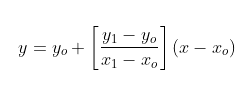 y = y_o + [ (y_1 − y_o) / (x_1 − x_o) ] (x − x_o)